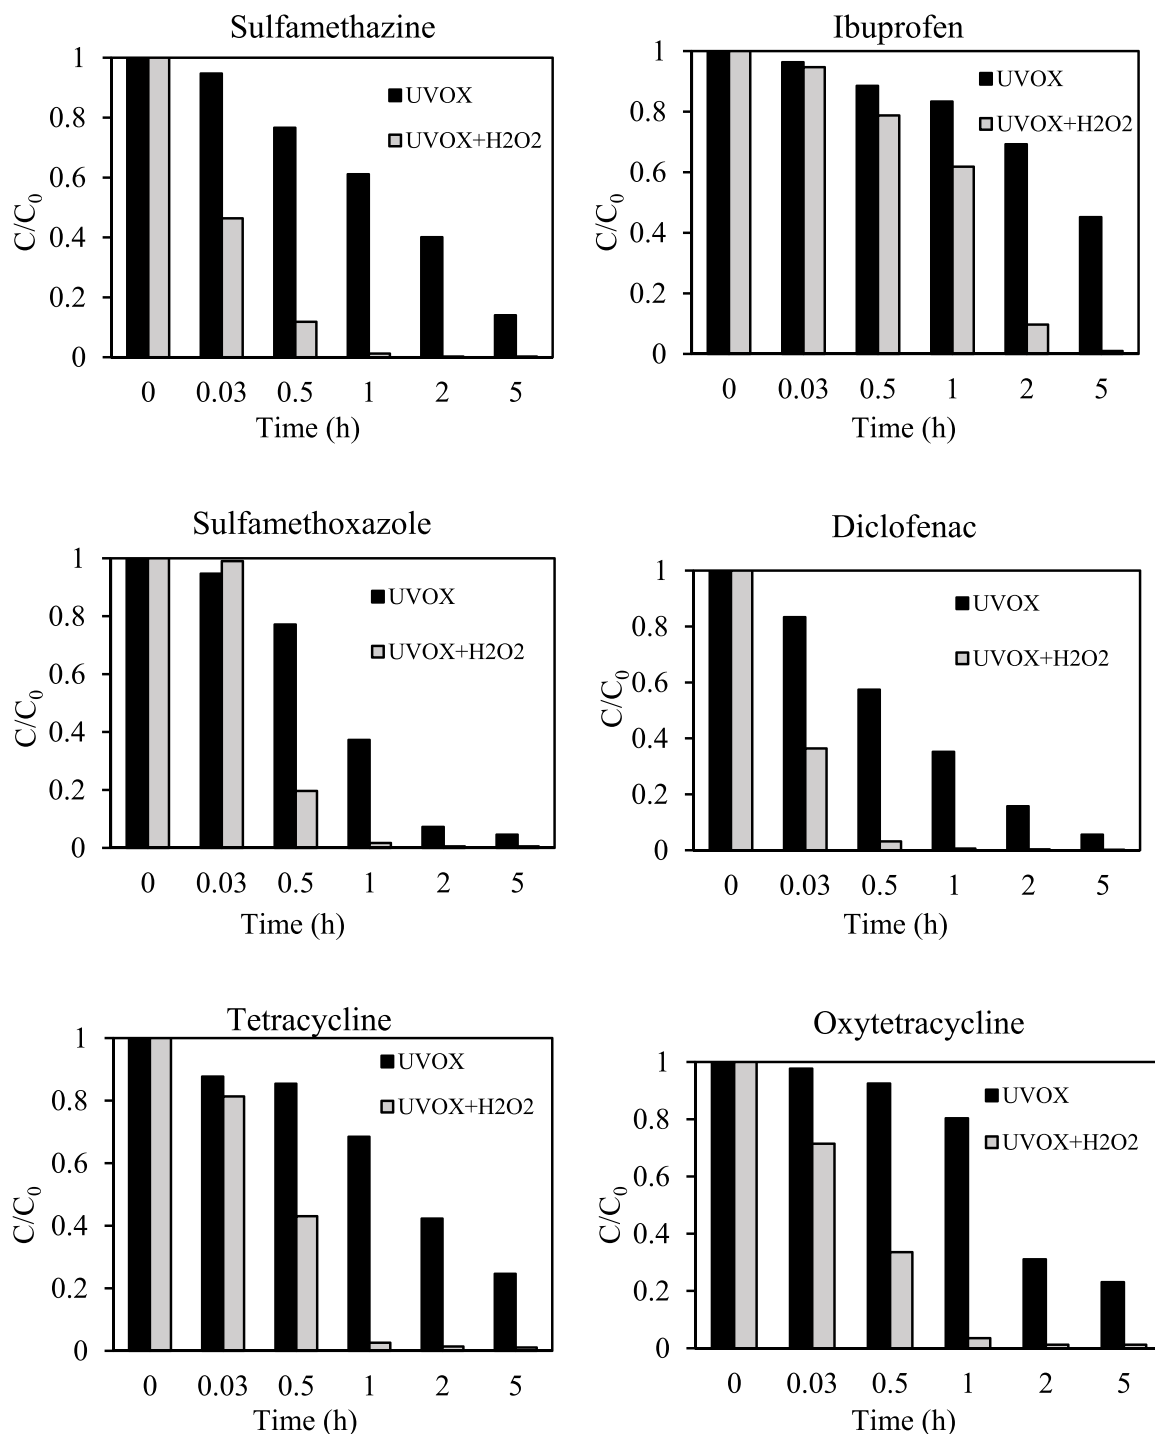 Sulfamethazine
1
0.8
0.6
0.4
0.2
0
C/C0
UVOX
UVOX+H2O2
0 0.03 0.5 1 2 5
Time (h)
Ibuprofen
1
0.8
0.6
0.4
0.2
0
C/C0
UVOX
UVOX+H2O2
0 0.03 0.5 1 2 5
Time (h)
Sulfamethoxazole
1
0.8
0.6
0.4
0.2
0
C/C0
UVOX
UVOX+H2O2
0 0.03 0.5 1 2 5
Time (h)
Diclofenac
1
0.8
0.6
0.4
0.2
0
C/C0
UVOX
UVOX+H2O2
0 0.03 0.5 1 2 5
Time (h)
Tetracycline
1
0.8
0.6
0.4
0.2
0
C/C0
UVOX
UVOX+H2O2
0 0.03 0.5 1 2 5
Time (h)
Oxytetracycline
1
0.8
0.6
0.4
0.2
0
C/C0
UVOX
UVOX+H2O2
0 0.03 0.5 1 2 5
Time (h)